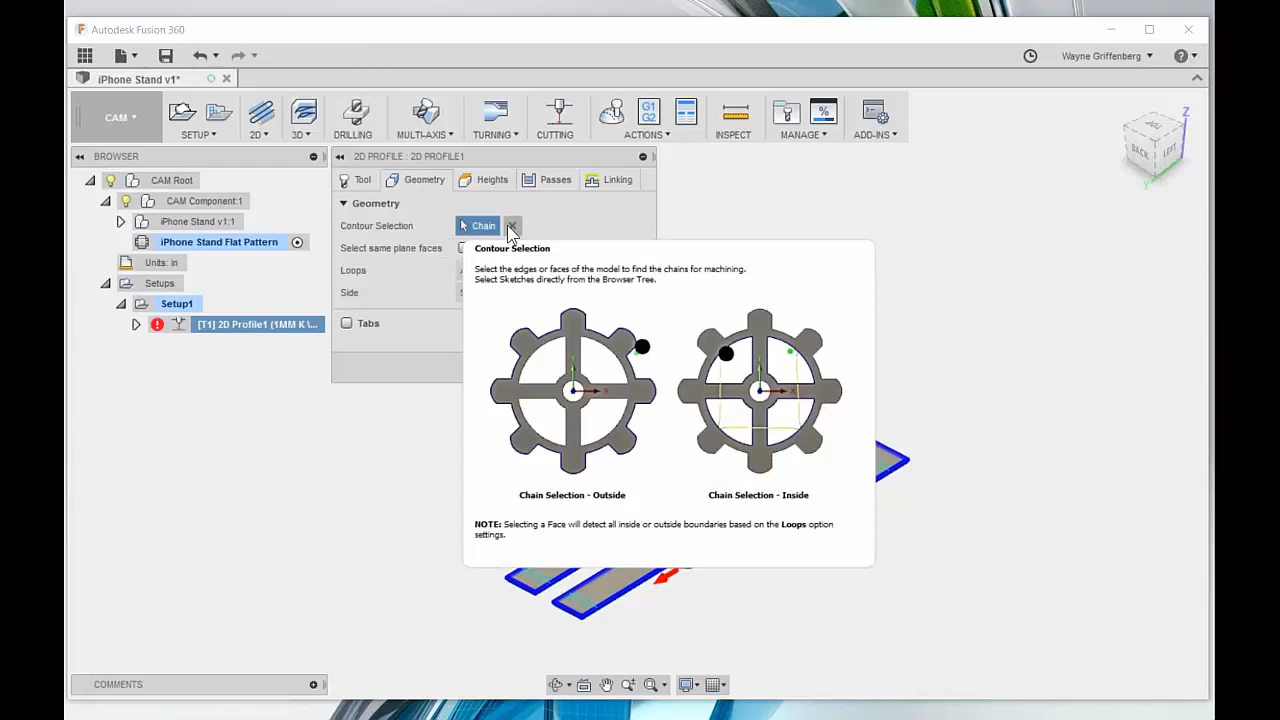 Autodesk Fusion 360
Wayne Griffenberg
iPhone Stand v1*
CAM
SETUP
2D
3D
DRILLING
MULTI-AXIS
TURNING
CUTTING
G1
G2
ACTIONS
INSPECT
MANAGE
ADD-INS
BROWSER
CAM Root
CAM Component:1
iPhone Stand v1:1
iPhone Stand Flat Pattern
Units: in
Setups
Setup1
[T1] 2D Profile1 (1MM K \...
2D PROFILE : 2D PROFILE1
Tool
Geometry
Heights
Passes
Linking
Geometry
Contour Selection
Chain
Select same plane faces
Loops
Side
Tabs
Contour Selection
Select the edges or faces of the model to find the chains for machining.
Select Sketches directly from the Browser Tree.
Chain Selection - Outside
Chain Selection - Inside
NOTE: Selecting a Face will detect all inside or outside boundaries based on the Loops option
settings.
BACK
LEFT
Z
Y
COMMENTS